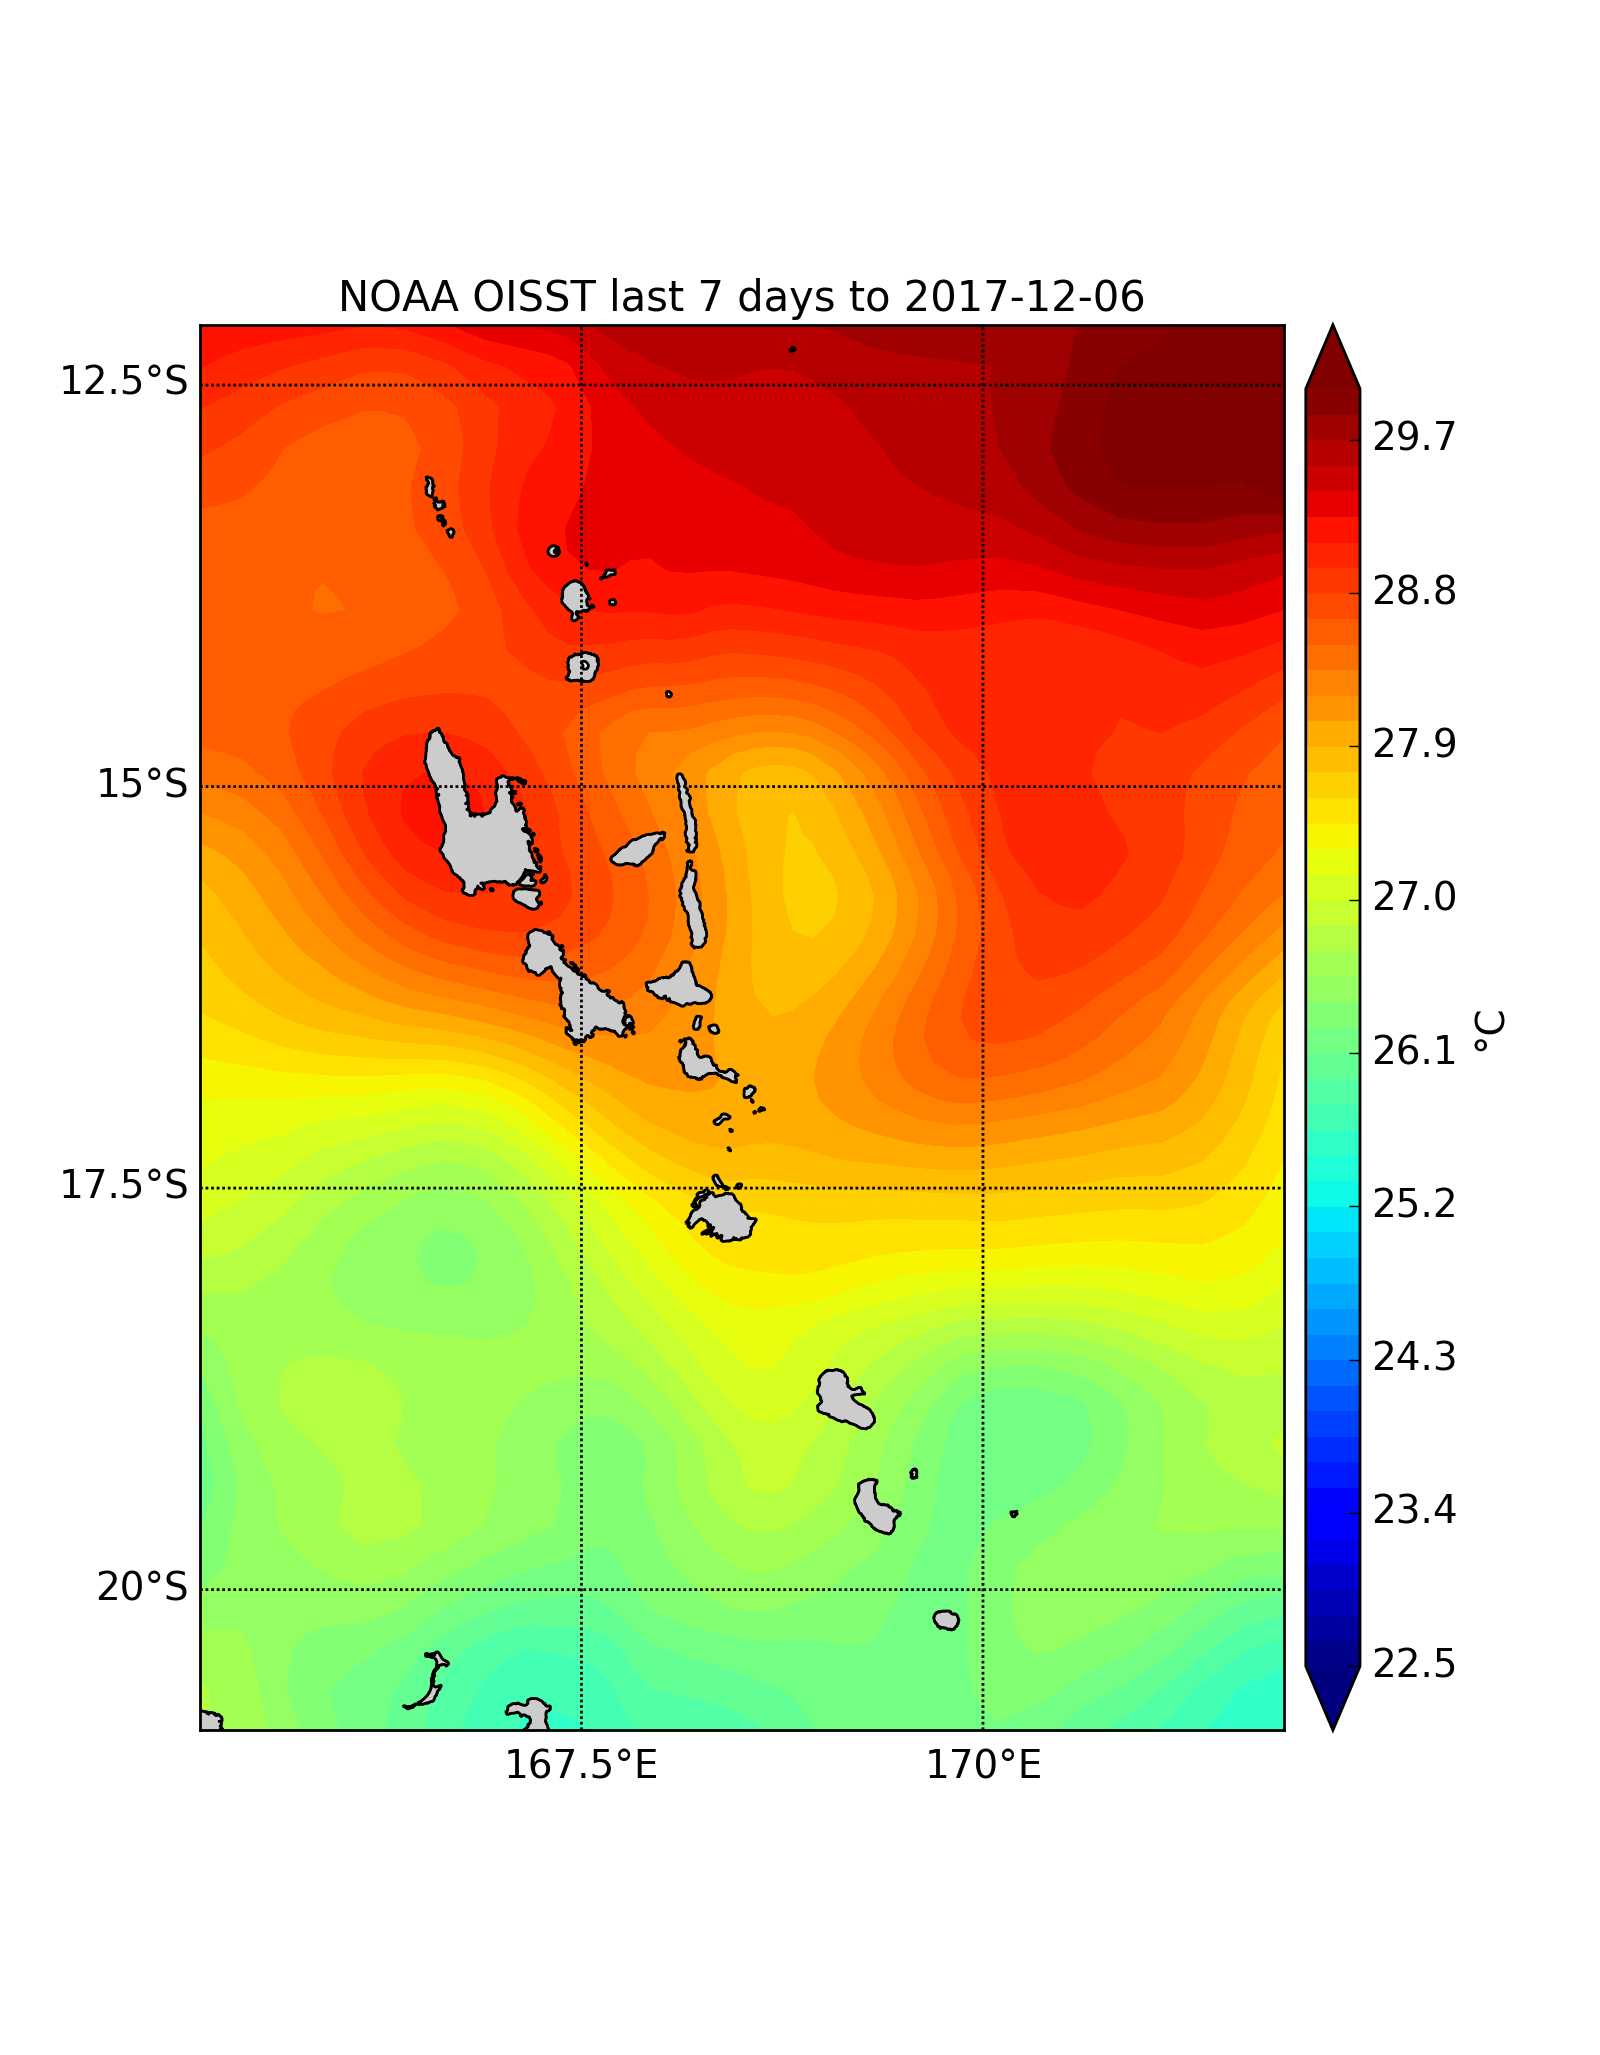 NOAA OISST last 7 days to 2017-12-06
12.5°S
15°S
17.5°S
20°S
167.5°E
170°E
29.7
28.8
27.9
27.0
26.1
25.2
24.3
23.4
22.5
°C